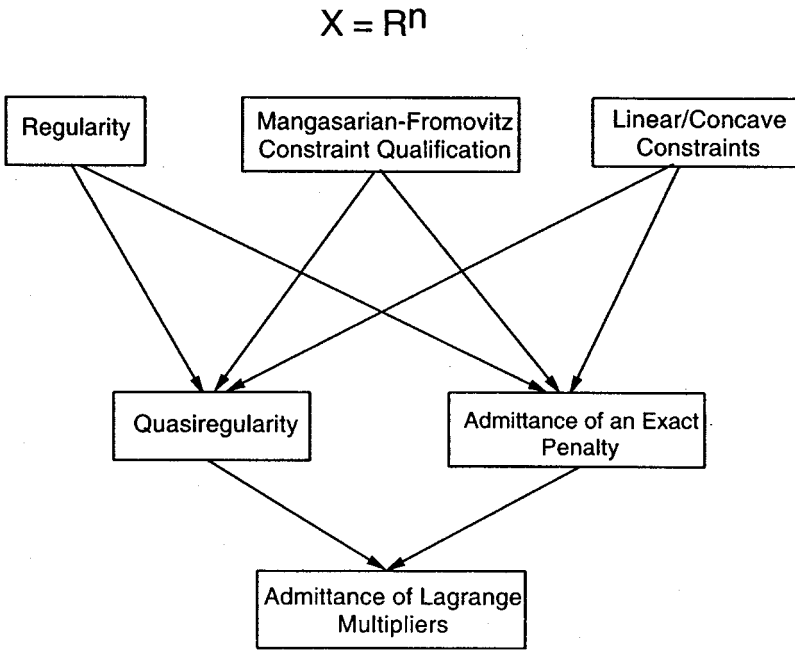 X = Rn
Regularity
Mangasarian-Fromovitz
Constraint Qualification
Linear/Concave
Constraints
Quasiregularity
Admittance of an Exact
Penalty
Admittance of Lagrange
Multipliers